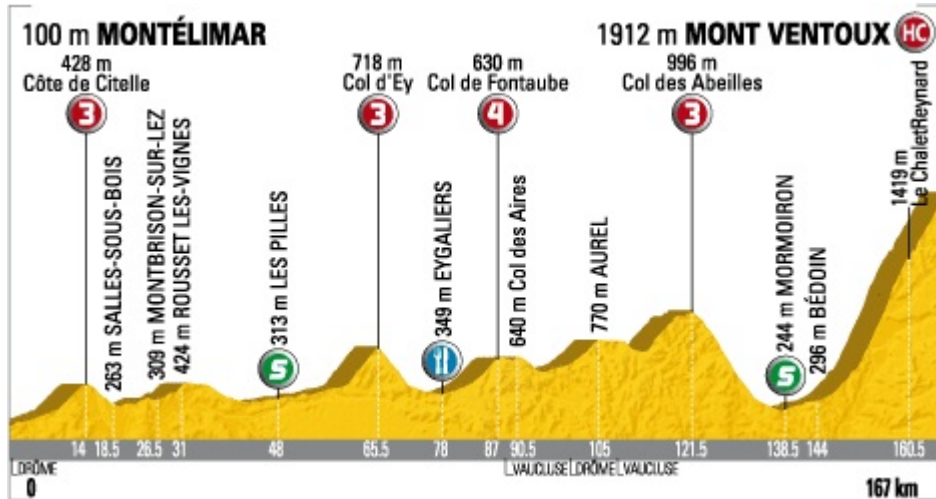 100 m MONTÉLIMAR
1912 m MONT VENTOUX HC
428 m
Côte de Citelle
3
718 m
Col d'Ey
3
630 m
Col de Fontaube
4
996 m
Col des Abeilles
3
263 m SALLES-SOUS-BOIS
309 m MONTBRISON-SUR-LEZ
424 m ROUSSET LES-VIGNES
313 m LES PILLES
S
349 m EYGALIERS
640 m Col des Aires
770 m AUREL
244 m MORMOIRON
S
296 m BÉDOIN
1419 m
Le ChaletReynard
14 18.5 26.5 31 48 65.5 78 87 90.5 105 121.5 138.5 144 160.5
DRÔME VAUCLUSE DRÔME VAUCLUSE
0 167 km